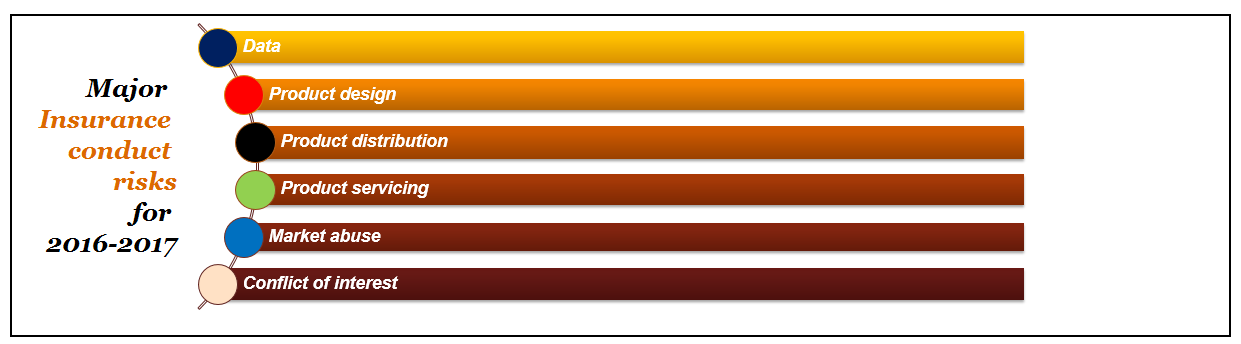 Major
Insurance
conduct
risks
for
2016-2017
Data
Product design
Product distribution
Product servicing
Market abuse
Conflict of interest